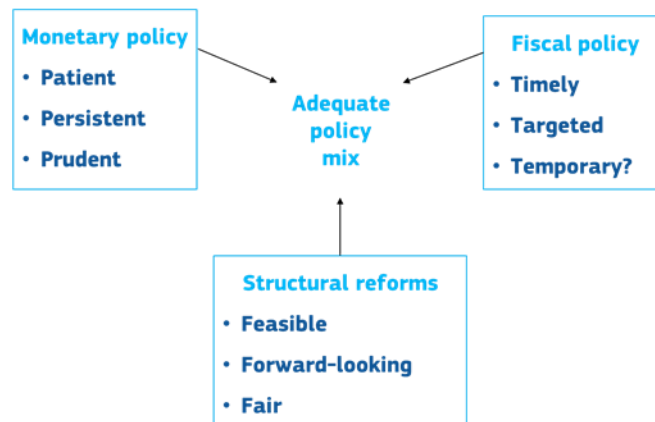 Monetary policy
• Patient
• Persistent
• Prudent
Adequate
policy
mix
Fiscal policy
• Timely
• Targeted
• Temporary?
Structural reforms
• Feasible
• Forward-looking
• Fair